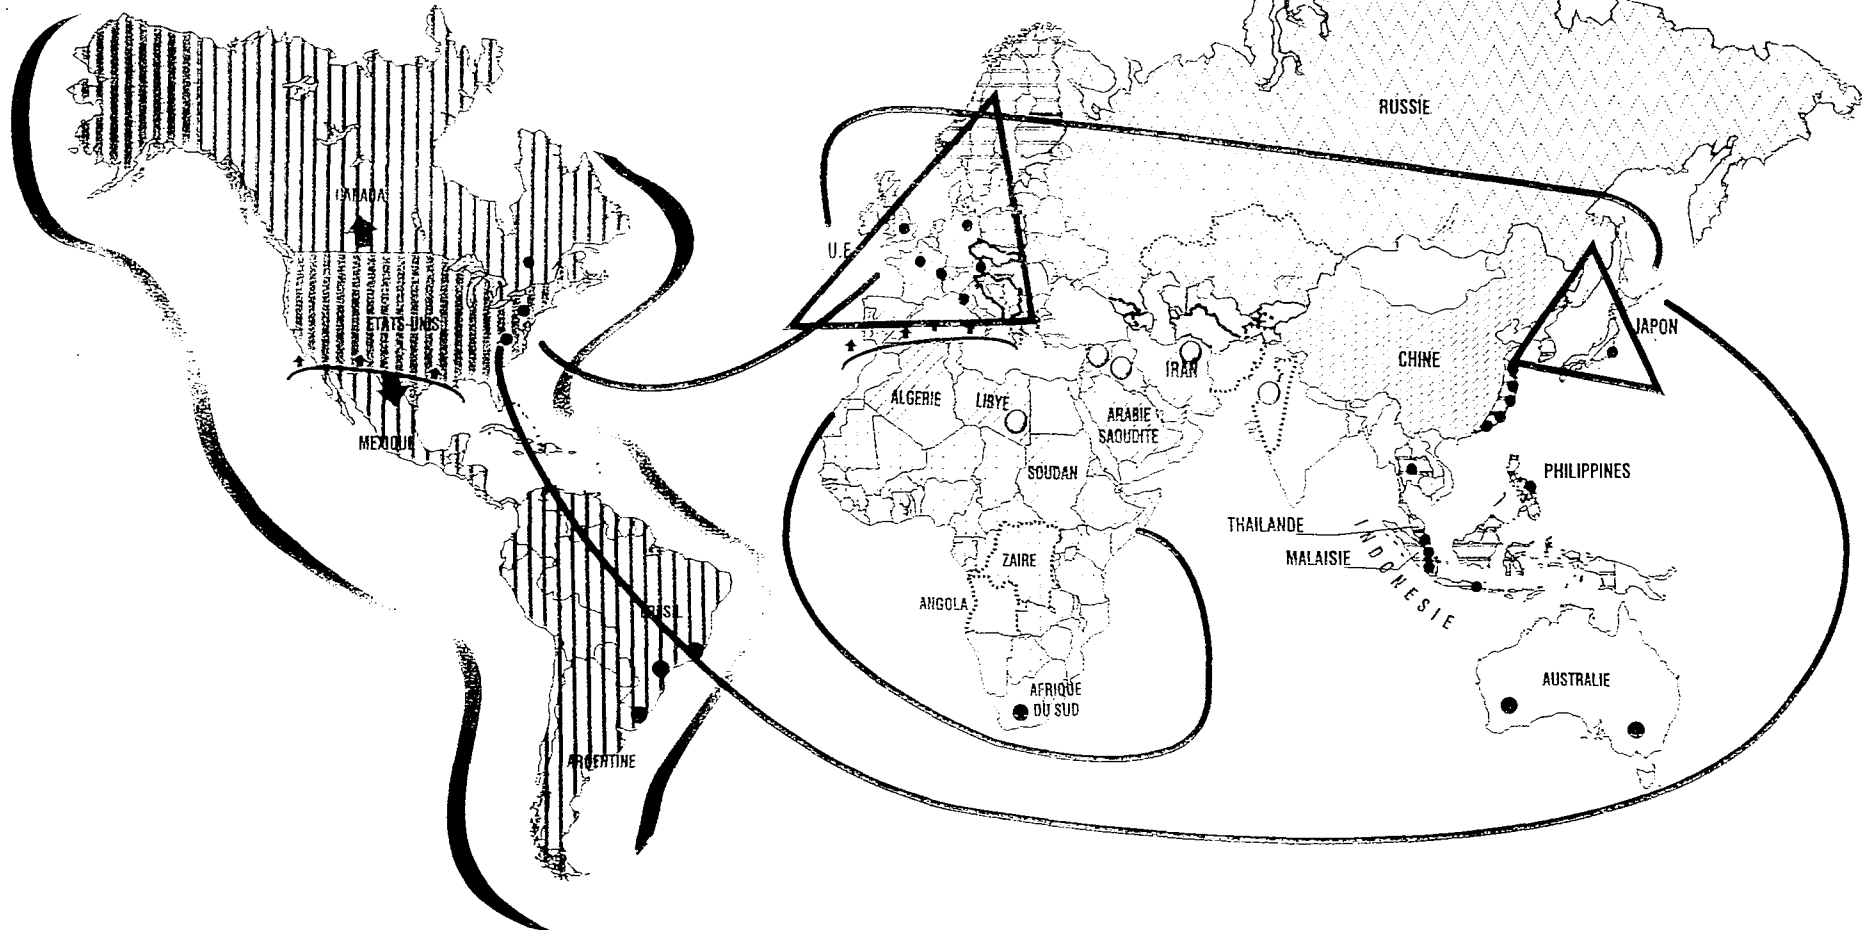 RUSSIE
CANADA
U.E.
ETATS-UNIS
JAPON
CHINE
IRAN
ALGERIE
LIBYE
ARABIE
SAOUDITE
MEXIQUE
SOUDAN
PHILIPPINES
THAILANDE
MALAISIE
INDONESIE
ZAIRE
ANGOLA
BRESIL
AFRIQUE
DU SUD
AUSTRALIE
ARGENTINE